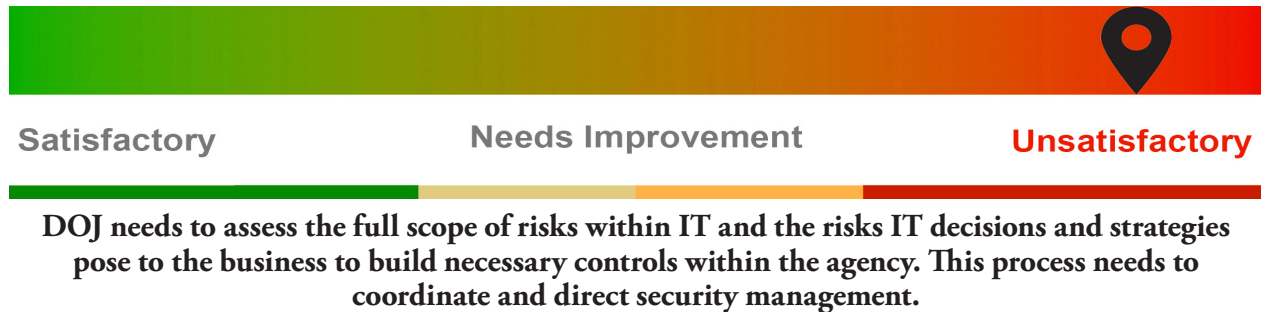 Satisfactory Needs Improvement Unsatisfactory
DOJ needs to assess the full scope of risks within IT and the risks IT decisions and strategies
pose to the business to build necessary controls within the agency. This process needs to
coordinate and direct security management.